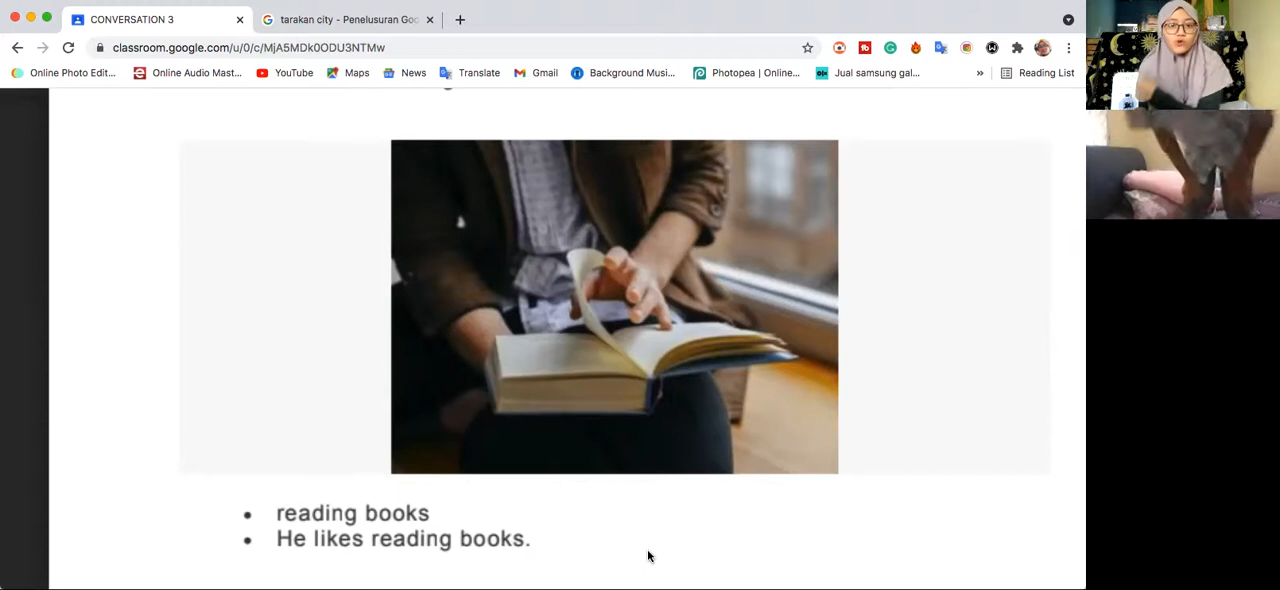 CONVERSATION 3
tarakan city - Penelusuran Goo
classroom.google.com/u/0/c/MjA5MDk0ODU3NTMw
Online Photo Edit...
Online Audio Mast...
YouTube
Maps
News
Translate
Gmail
Background Musi...
Photopea | Online...
Jual samsung gal...
»
Reading List
• reading books
• He likes reading books.